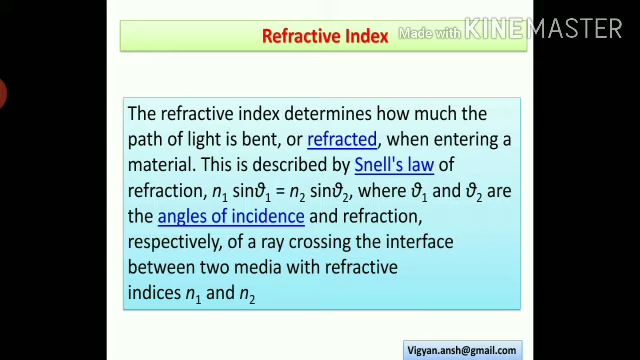 Refractive Index
Made with KINEMASTER
The refractive index determines how much the
path of light is bent, or refracted, when entering a
material. This is described by Snell's law of
refraction, n₁ sinϑ₁ = n₂ sinϑ₂, where ϑ₁ and ϑ₂ are
the angles of incidence and refraction,
respectively, of a ray crossing the interface
between two media with refractive
indices n₁ and n₂
Vigyan.ansh@gmail.com